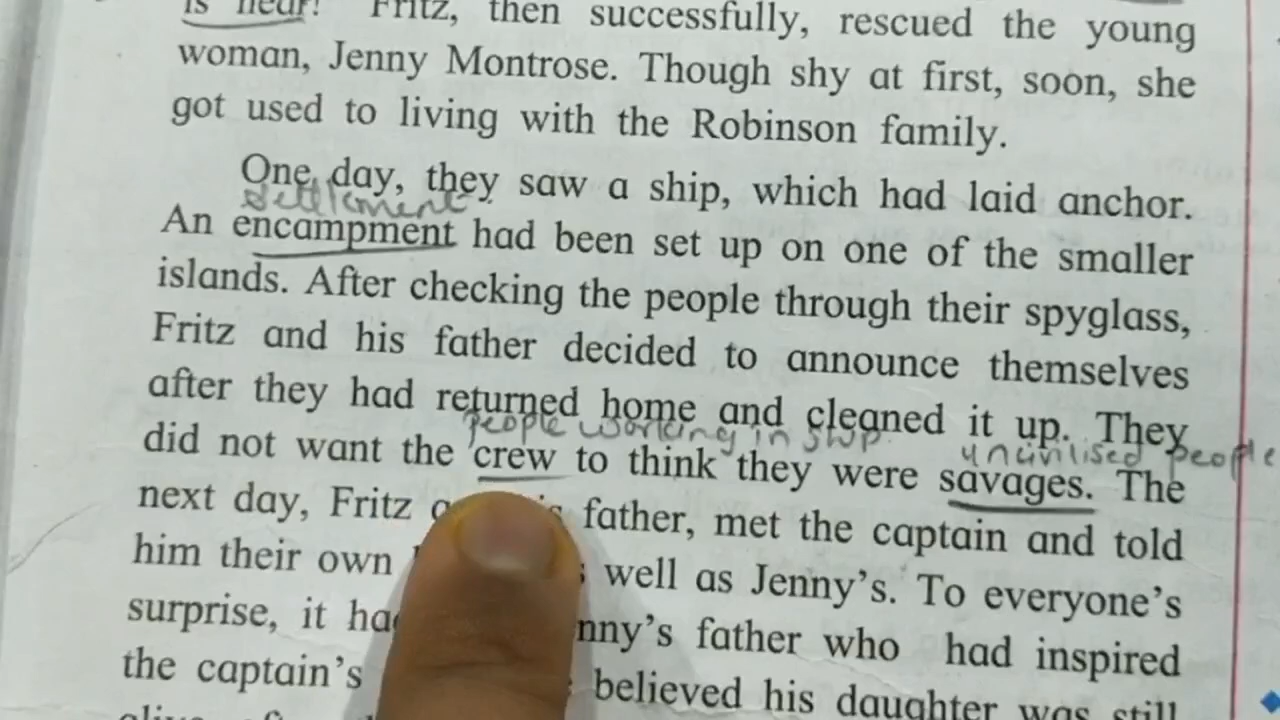 is near! Fritz, then successfully, rescued the young
woman, Jenny Montrose. Though shy at first, soon, she
got used to living with the Robinson family.
One day, they saw a ship, which had laid anchor.
settlement
An encampment had been set up on one of the smaller
islands. After checking the people through their spyglass,
Fritz and his father decided to announce themselves
after they had returned home and cleaned it up. They
people working in ship uncivilised people
did not want the crew to think they were savages. The
next day, Fritz father, met the captain and told
him their own well as Jenny's. To everyone's
surprise, it father who had inspired
the captain's believed his daughter was still